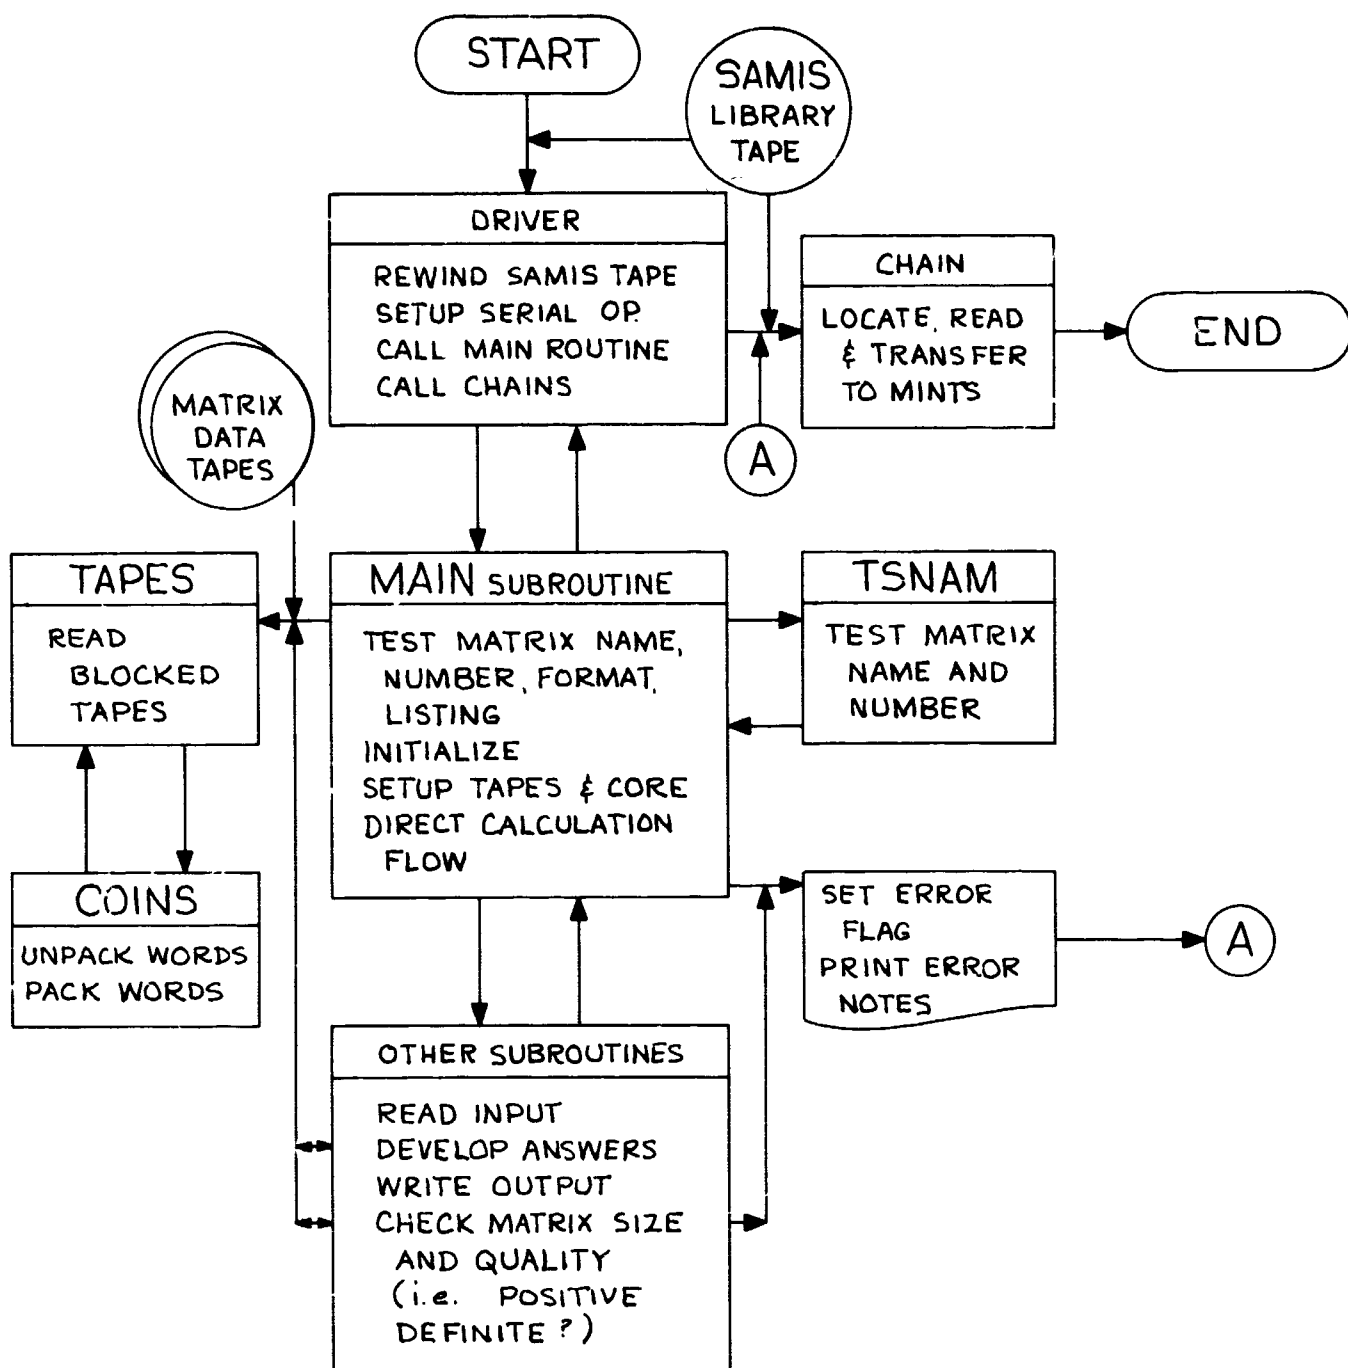 START
SAMIS
LIBRARY
TAPE
DRIVER
REWIND SAMIS TAPE
SETUP SERIAL OP.
CALL MAIN ROUTINE
CALL CHAINS
CHAIN
LOCATE, READ
& TRANSFER
TO MINTS
END
A
MATRIX
DATA
TAPES
TAPES
READ
BLOCKED
TAPES
MAIN SUBROUTINE
TEST MATRIX NAME,
NUMBER, FORMAT,
LISTING
INITIALIZE
SETUP TAPES & CORE
DIRECT CALCULATION
FLOW
TSNAM
TEST MATRIX
NAME AND
NUMBER
COINS
UNPACK WORDS
PACK WORDS
SET ERROR
FLAG
PRINT ERROR
NOTES
A
OTHER SUBROUTINES
READ INPUT
DEVELOP ANSWERS
WRITE OUTPUT
CHECK MATRIX SIZE
AND QUALITY
(i.e. POSITIVE
DEFINITE?)